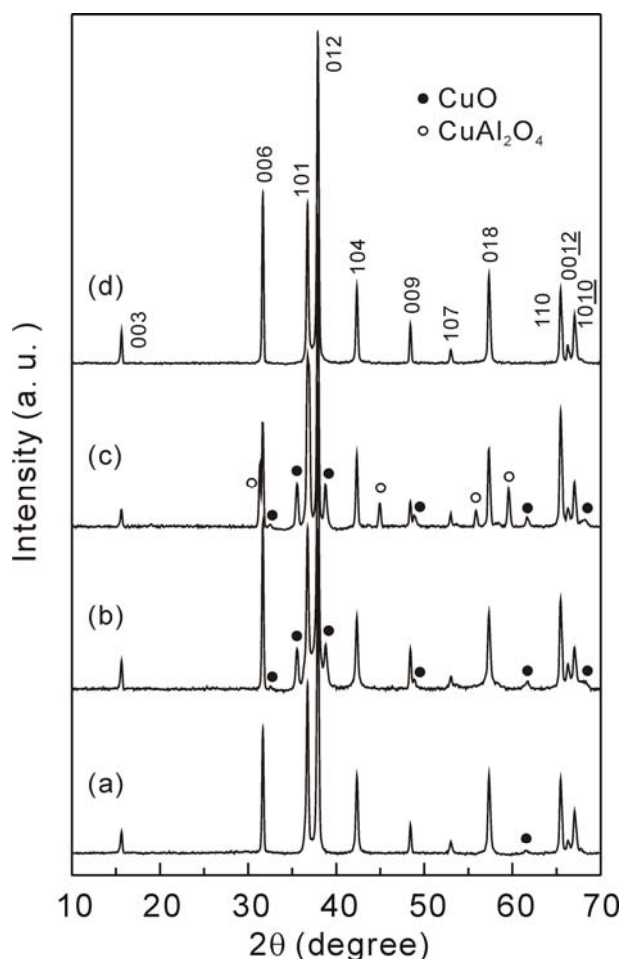 012
● CuO
○ CuAl₂O₄
006
101
104
009
107
018
110
0012
1010
003
(d)
(c)
(b)
(a)
Intensity (a. u. )
10 20 30 40 50 60 70
2θ (degree)